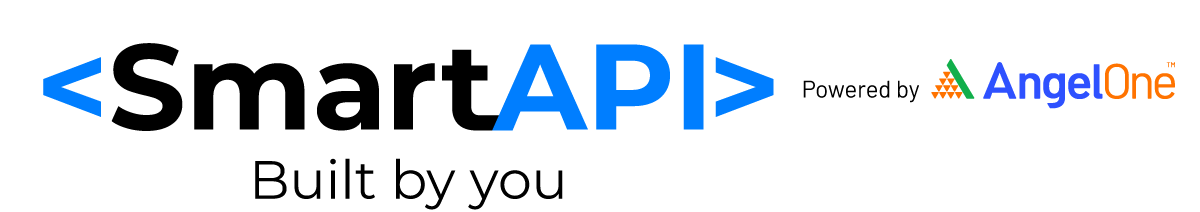 <SmartAPI>
Powered by AngelOne™
Built by you